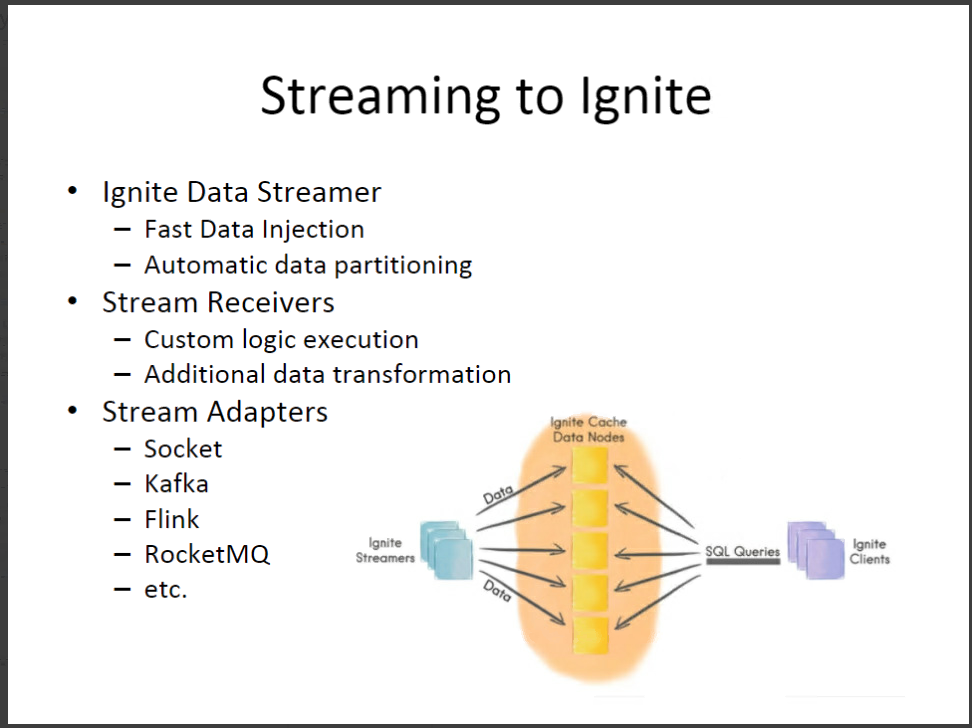 Streaming to Ignite
• Ignite Data Streamer
– Fast Data Injection
– Automatic data partitioning
• Stream Receivers
– Custom logic execution
– Additional data transformation
• Stream Adapters
– Socket
– Kafka
– Flink
– RocketMQ
– etc.
Ignite Cache
Data Nodes
Data
Ignite
Streamers
Data
SQL Queries
Ignite
Clients